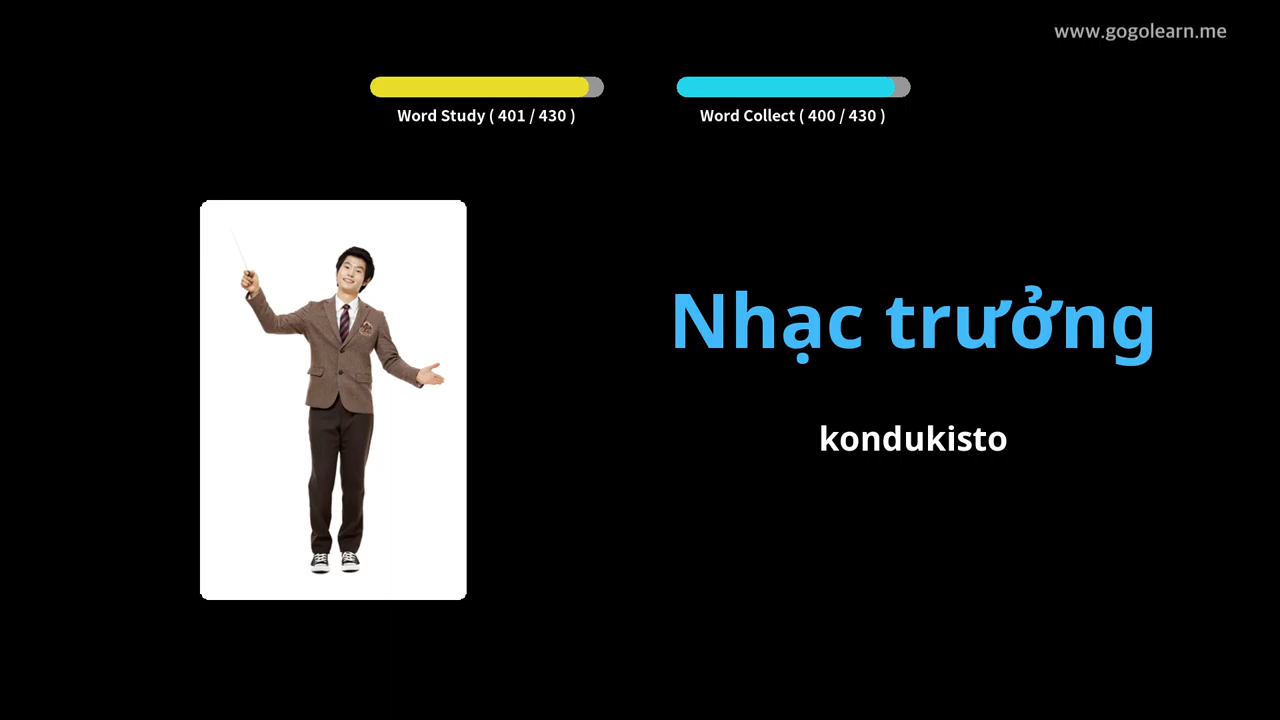 www.gogolearn.me
Word Study ( 401 / 430 )
Word Collect ( 400 / 430 )
Nhạc trưởng
kondukisto